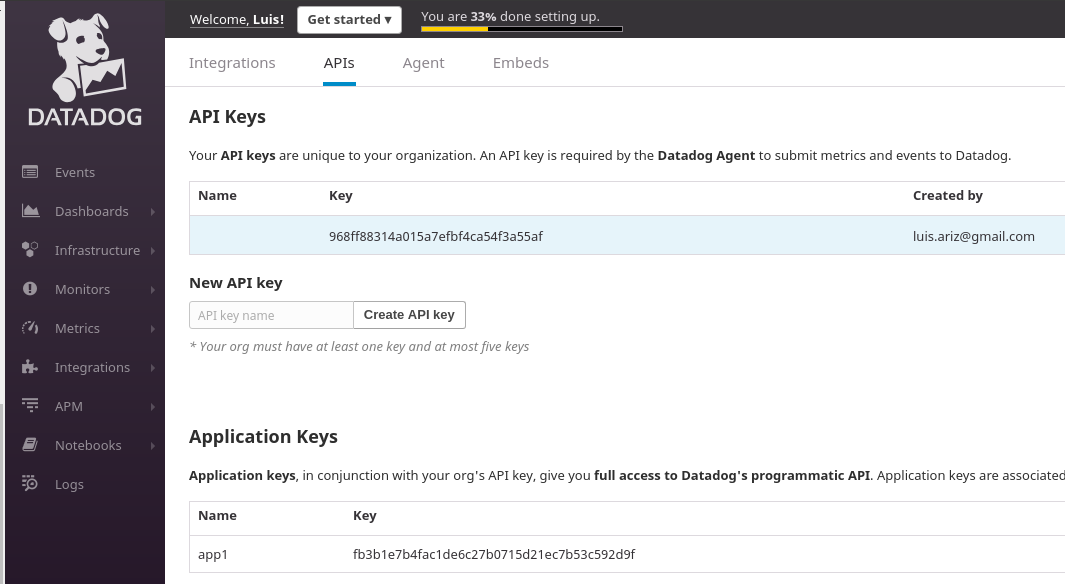 DATADOG
Events
Dashboards
Infrastructure
Monitors
Metrics
Integrations
APM
Notebooks
Logs
Welcome, Luis!
Get started ▾
You are 33% done setting up.
Integrations APIs Agent Embeds
API Keys
Your API keys are unique to your organization. An API key is required by the Datadog Agent to submit metrics and events to Datadog.
Name Key Created by
968ff88314a015a7efbf4ca54f3a55af luis.ariz@gmail.com
New API key
API key name Create API key
* Your org must have at least one key and at most five keys
Application Keys
Application keys, in conjunction with your org's API key, give you full access to Datadog's programmatic API. Application keys are associated
Name Key
app1 fb3b1e7b4fac1de6c27b0715d21ec7b53c592d9f